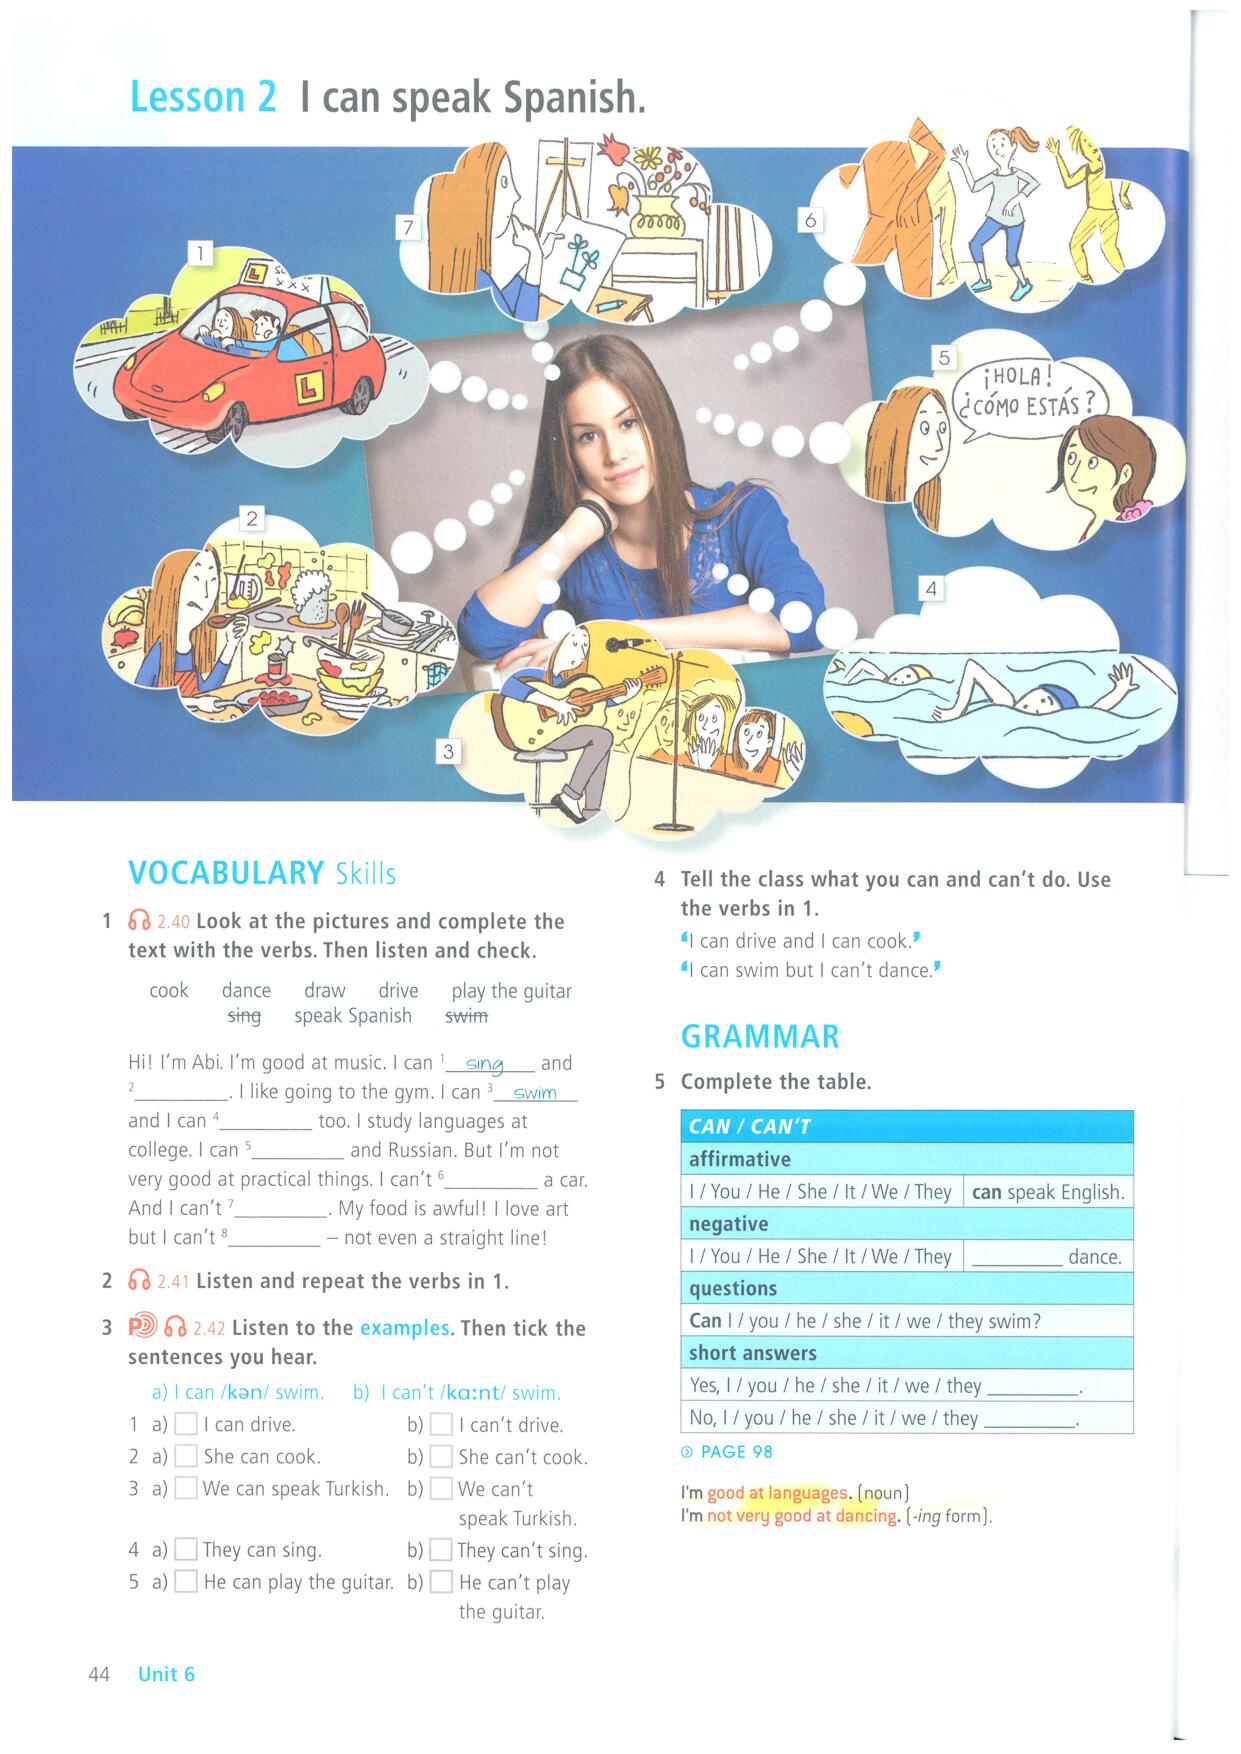 Lesson 2 I can speak Spanish.
7
6
1
L
SC
X X X
L
5
¡HOLA!
¿CÓMO ESTÁS?
2
4
3
VOCABULARY Skills
1 2.40 Look at the pictures and complete the
text with the verbs. Then listen and check.
cook dance draw drive play the guitar
sing speak Spanish swim
Hi! I'm Abi. I'm good at music. I can 1 sing and
2_________. I like going to the gym. I can 3 swim
and I can 4_________ too. I study languages at
college. I can 5_________ and Russian. But I'm not
very good at practical things. I can't 6_________ a car.
And I can't 7_________. My food is awful! I love art
but I can't 8_________ – not even a straight line!
2 2.41 Listen and repeat the verbs in 1.
3 P 2.42 Listen to the examples. Then tick the
sentences you hear.
a) I can /kən/ swim. b) I can't /kɑːnt/ swim.
1 a) I can drive. b) I can't drive.
2 a) She can cook. b) She can't cook.
3 a) We can speak Turkish. b) We can't
speak Turkish.
4 a) They can sing. b) They can't sing.
5 a) He can play the guitar. b) He can't play
the guitar.
4 Tell the class what you can and can't do. Use
the verbs in 1.
‘I can drive and I can cook.’
‘I can swim but I can't dance.’
GRAMMAR
5 Complete the table.
CAN / CAN'T
affirmative
I / You / He / She / It / We / They can speak English.
negative
I / You / He / She / It / We / They _________ dance.
questions
Can I / you / he / she / it / we / they swim?
short answers
Yes, I / you / he / she / it / we / they _________.
No, I / you / he / she / it / we / they _________.
PAGE 98
I'm good at languages. (noun)
I'm not very good at dancing. (-ing form).
44 Unit 6